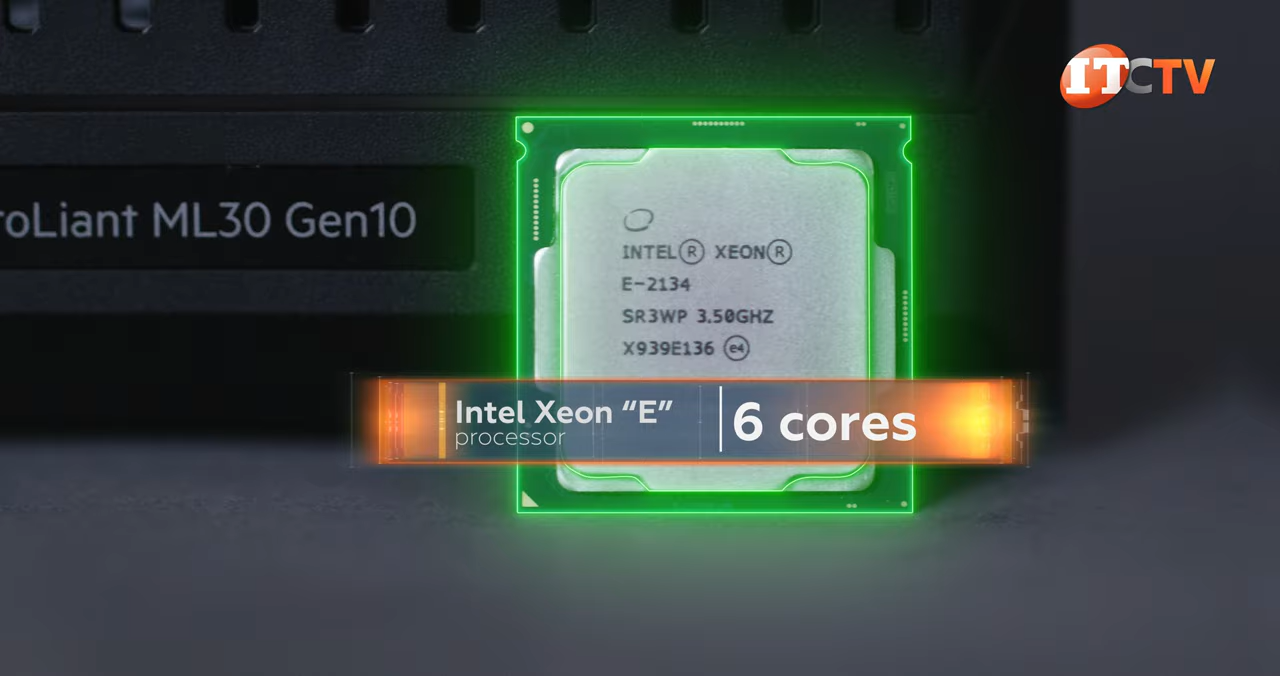 ITCTV
roLiant ML30 Gen10
INTEL® XEON®
E-2134
SR3WP 3.50GHZ
X939E136 e4
Intel Xeon “E”
processor
6 cores